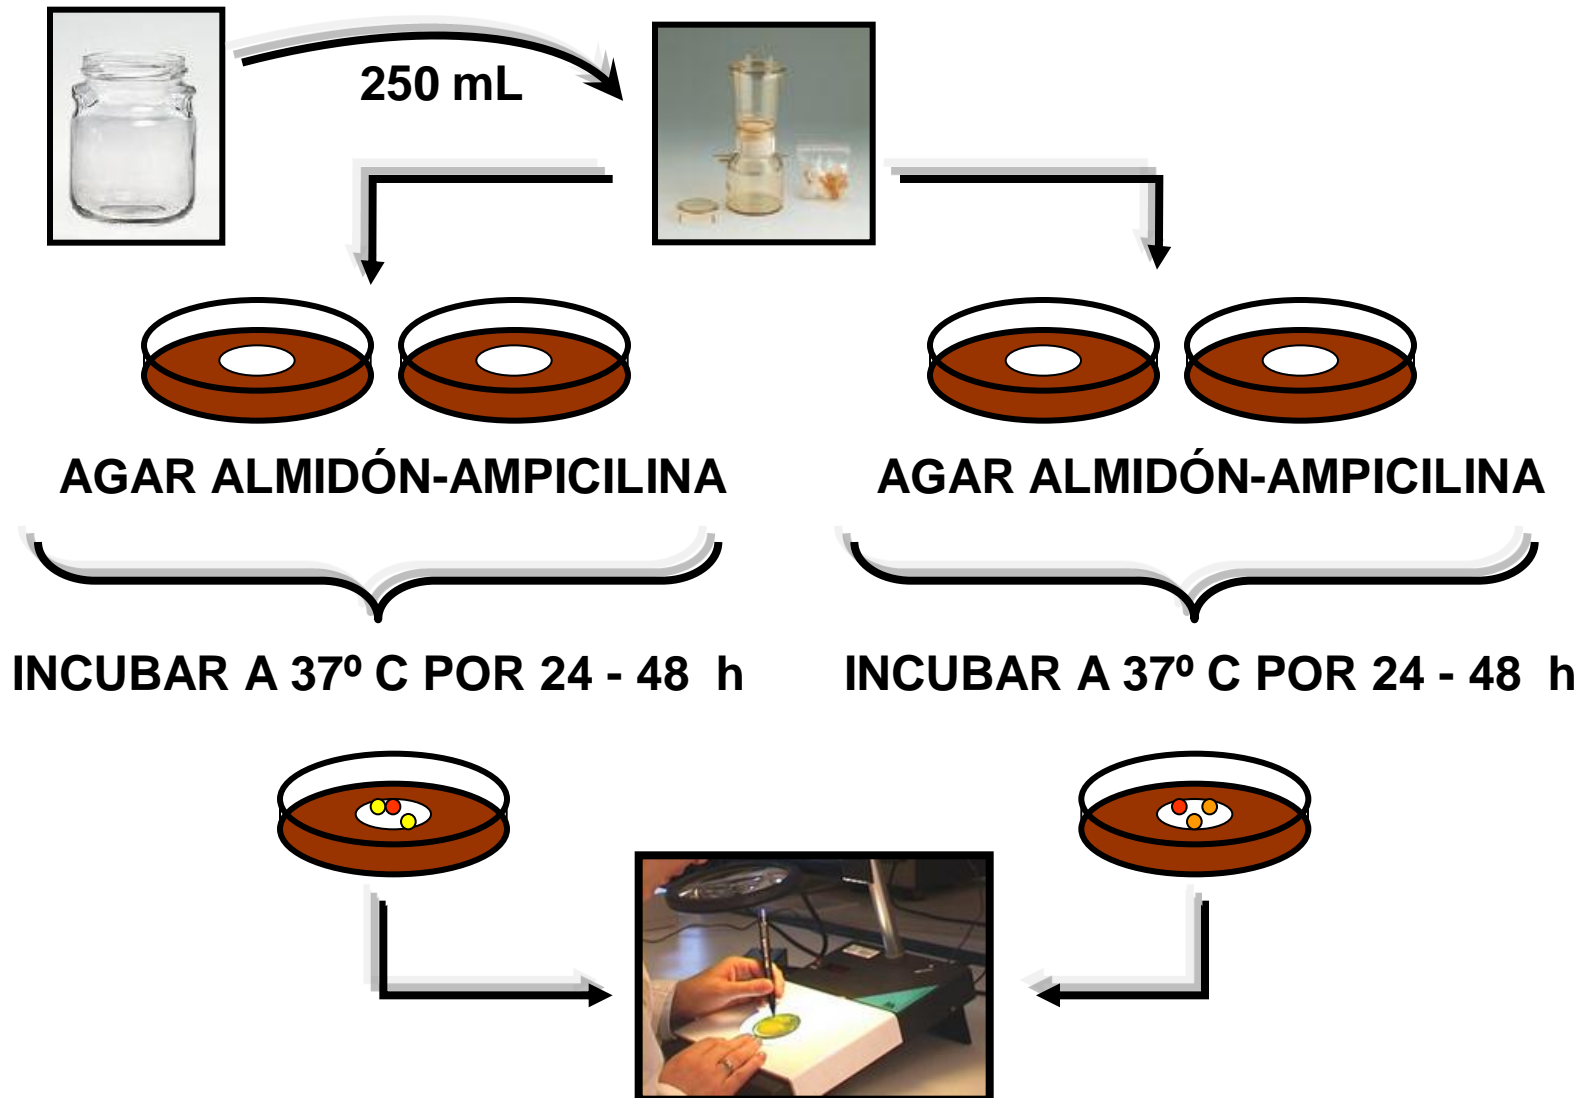 250 mL
AGAR ALMIDÓN-AMPICILINA
AGAR ALMIDÓN-AMPICILINA
INCUBAR A 37º C POR 24 - 48 h
INCUBAR A 37º C POR 24 - 48 h